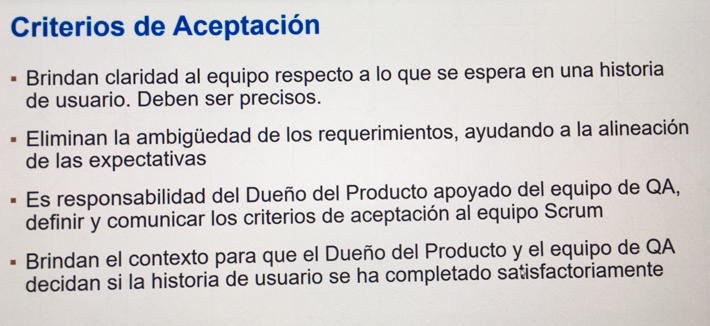 Criterios de Aceptación
▪ Brindan claridad al equipo respecto a lo que se espera en una historia
de usuario. Deben ser precisos.
▪ Eliminan la ambigüedad de los requerimientos, ayudando a la alineación
de las expectativas
▪ Es responsabilidad del Dueño del Producto apoyado del equipo de QA,
definir y comunicar los criterios de aceptación al equipo Scrum
▪ Brindan el contexto para que el Dueño del Producto y el equipo de QA
decidan si la historia de usuario se ha completado satisfactoriamente